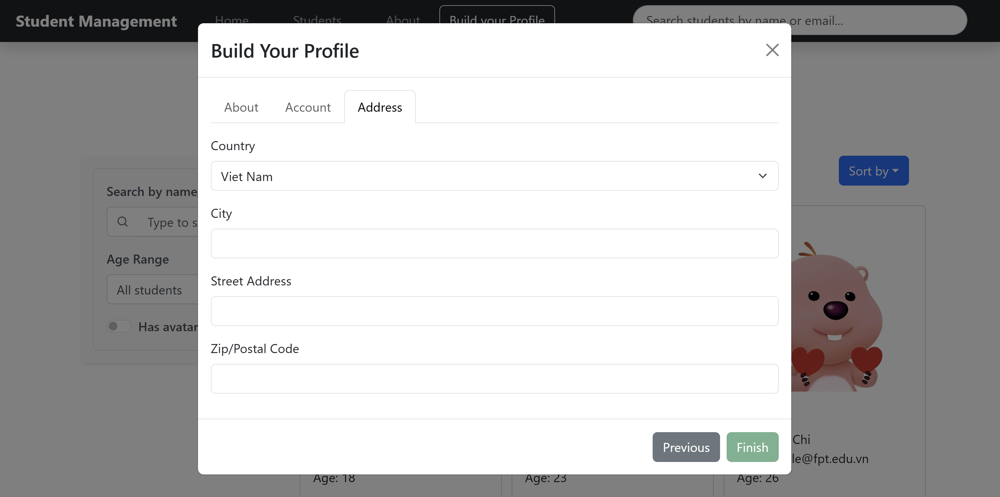 Student Management
Home
Students
About
Build your Profile
Search students by name or email...
Build Your Profile
About
Account
Address
Country
Viet Nam
City
Street Address
Zip/Postal Code
Previous
Finish
Sort by
Search by name/
Type to s
Age Range
All students
Has avatar
Chi
le@fpt.edu.vn
Age: 18
Age: 23
Age: 26